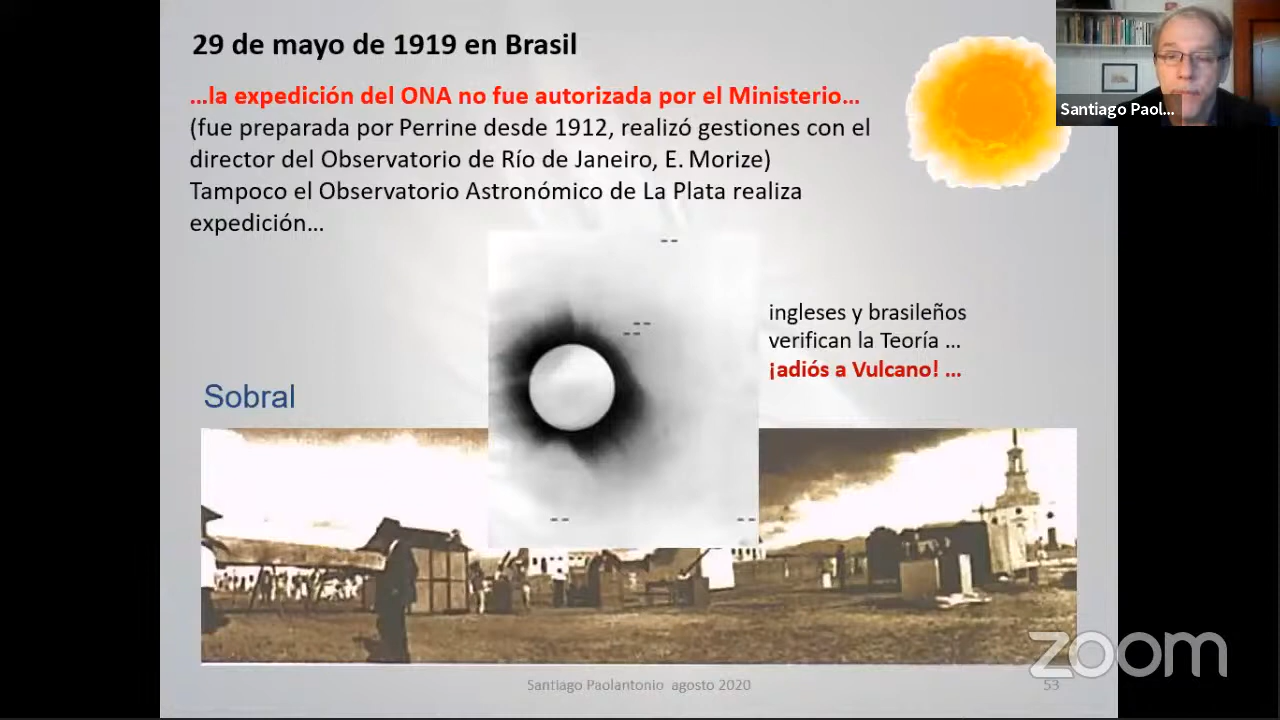 29 de mayo de 1919 en Brasil
...la expedición del ONA no fue autorizada por el Ministerio...
(fue preparada por Perrine desde 1912, realizó gestiones con el
director del Observatorio de Río de Janeiro, E. Morize)
Tampoco el Observatorio Astronómico de La Plata realiza
expedición...
Santiago Paol...
ingleses y brasileños
verifican la Teoría ...
¡adiós a Vulcano! ...
Sobral
zoom
Santiago Paolantonio agosto 2020
53